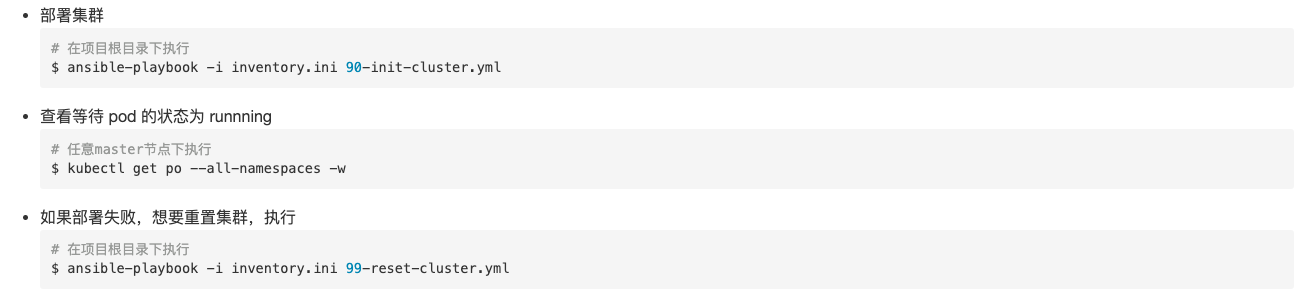 部署集群
# 在项目根目录下执行
$ ansible-playbook -i inventory.ini 90-init-cluster.yml
查看等待 pod 的状态为 runnning
# 任意master节点下执行
$ kubectl get po --all-namespaces -w
如果部署失败，想要重置集群，执行
# 在项目根目录下执行
$ ansible-playbook -i inventory.ini 99-reset-cluster.yml